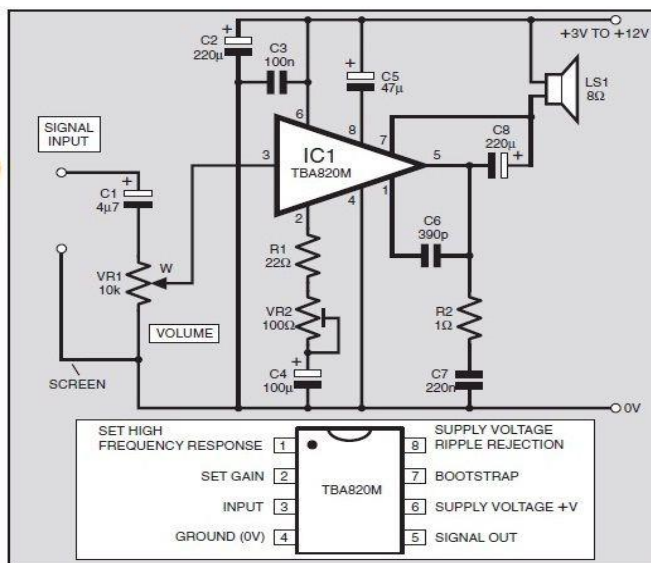 +3V TO +12V
C2
220µ
C3
100n
C5
47µ
LS1
8Ω
SIGNAL
INPUT
C1
4µ7
VR1
10k
W
VOLUME
SCREEN
IC1
TBA820M
3
6
8
7
5
2
4
1
C8
220µ
C6
390p
R1
22Ω
VR2
100Ω
C4
100µ
R2
1Ω
C7
220n
0V
SET HIGH
FREQUENCY RESPONSE
1
SET GAIN
2
INPUT
3
GROUND (0V)
4
TBA820M
SUPPLY VOLTAGE
RIPPLE REJECTION
8
BOOTSTRAP
7
SUPPLY VOLTAGE +V
6
SIGNAL OUT
5